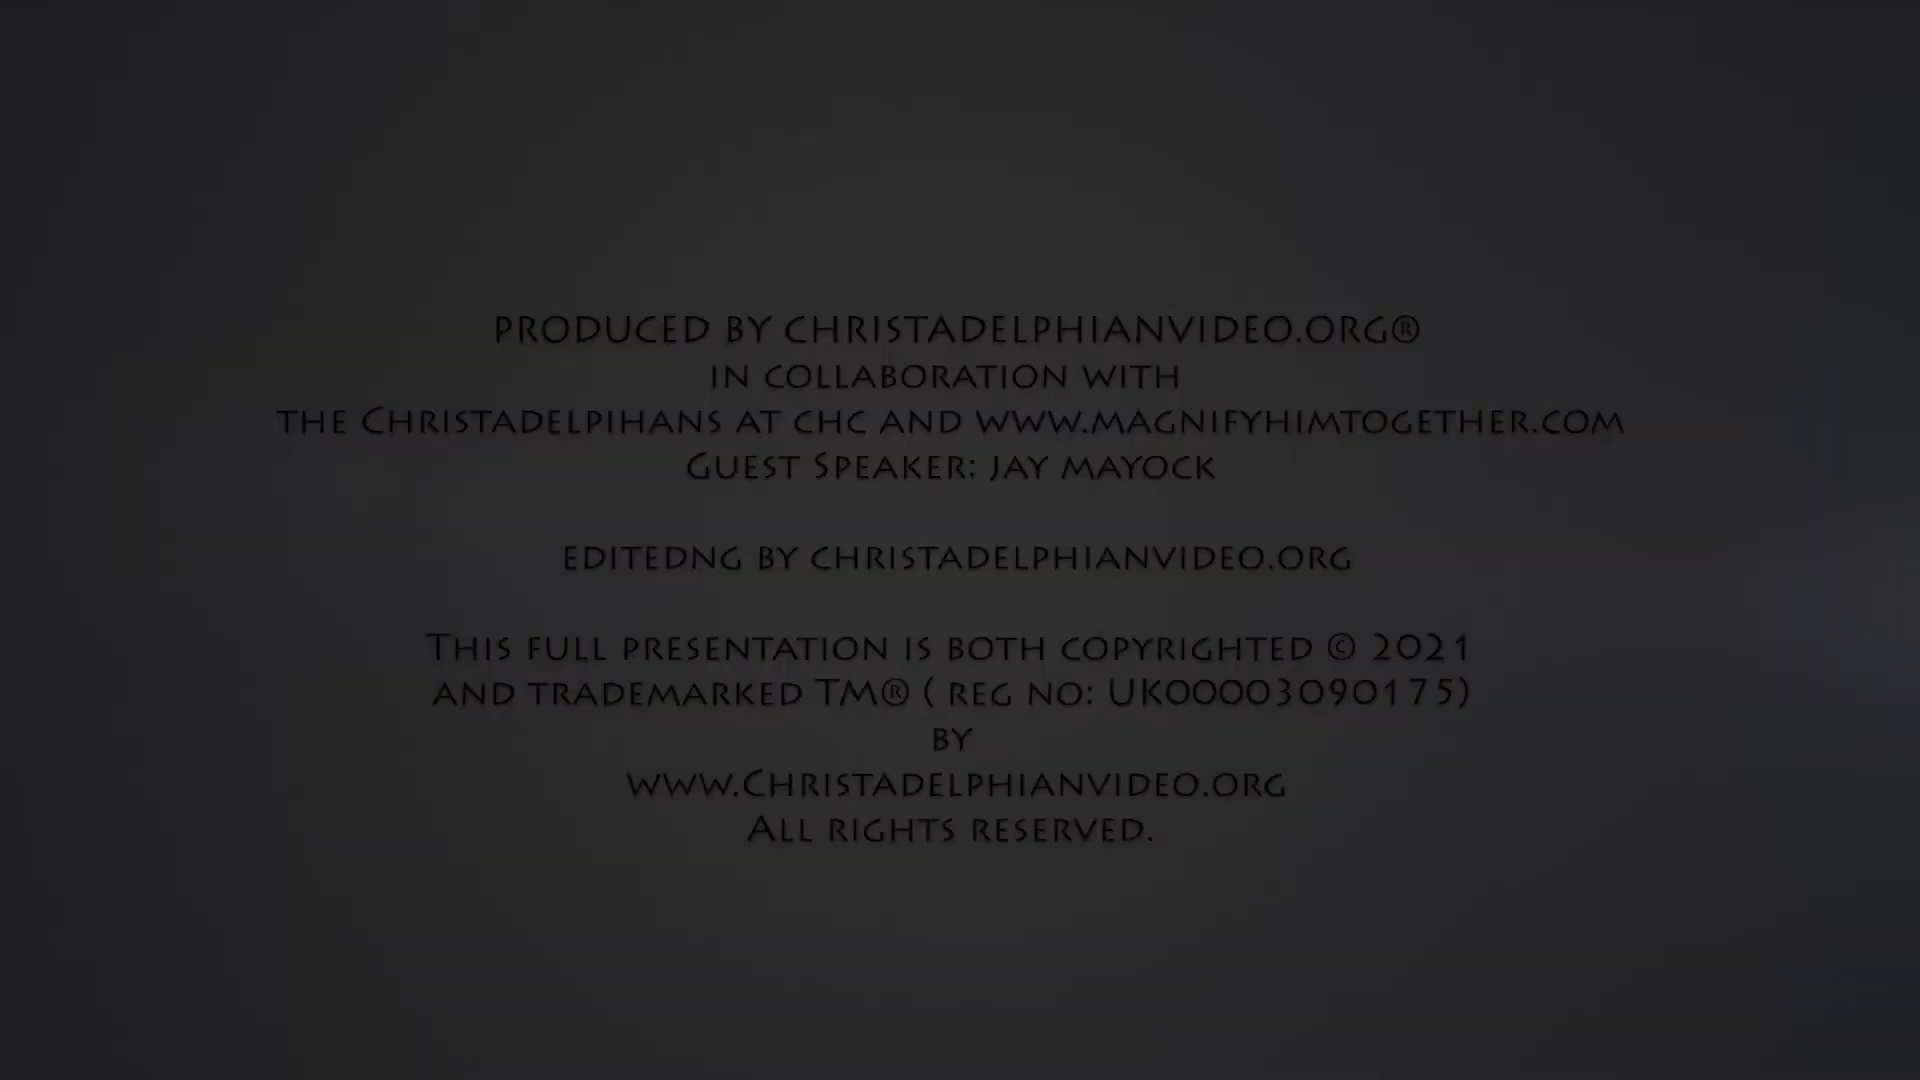 PRODUCED BY CHRISTADELPHIANVIDEO.ORG®
IN COLLABORATION WITH
THE CHRISTADELPIHANS AT CHC AND WWW.MAGNIFYHIMTOGETHER.COM
GUEST SPEAKER: JAY MAYOCK
EDITEDNG BY CHRISTADELPHIANVIDEO.ORG
THIS FULL PRESENTATION IS BOTH COPYRIGHTED © 2021
AND TRADEMARKED TM® ( REG NO: UK00003090175)
BY
WWW.CHRISTADELPHIANVIDEO.ORG
ALL RIGHTS RESERVED.